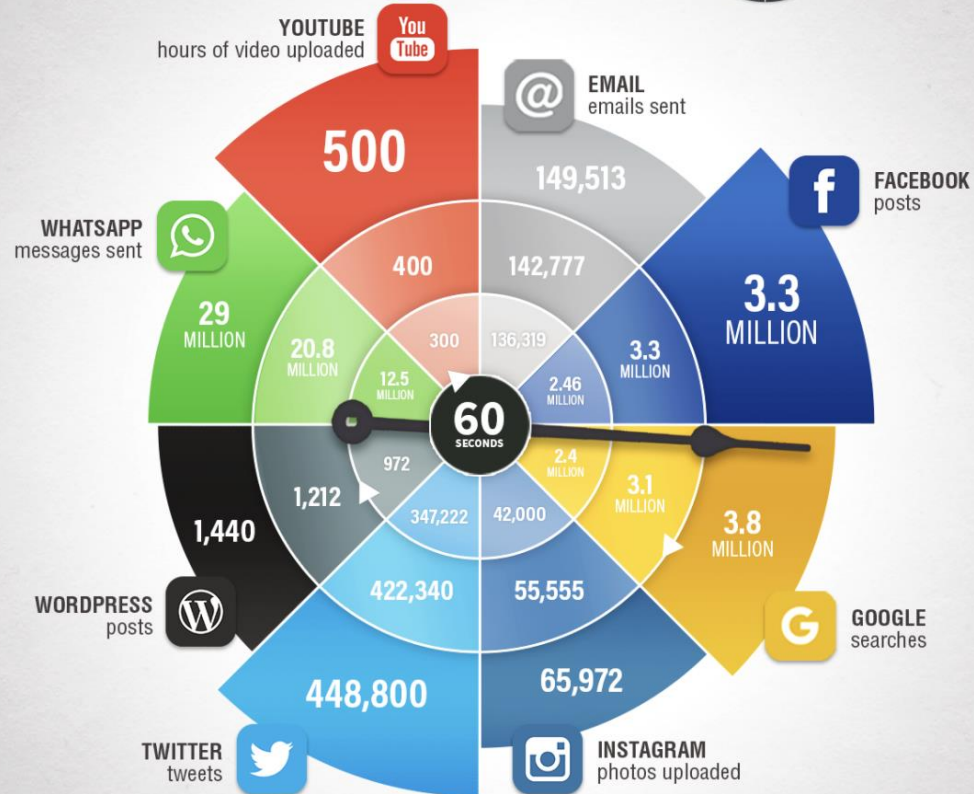 YOUTUBE
hours of video uploaded
You
Tube
500
400
300
@
EMAIL
emails sent
149,513
142,777
136,319
f
FACEBOOK
posts
3.3
MILLION
3.3
MILLION
2.46
MILLION
WHATSAPP
messages sent
29
MILLION
20.8
MILLION
12.5
MILLION
60
SECONDS
WORDPRESS
posts
W
1,440
1,212
972
2.4
MILLION
3.1
MILLION
3.8
MILLION
G
GOOGLE
searches
347,222
422,340
448,800
TWITTER
tweets
42,000
55,555
65,972
INSTAGRAM
photos uploaded